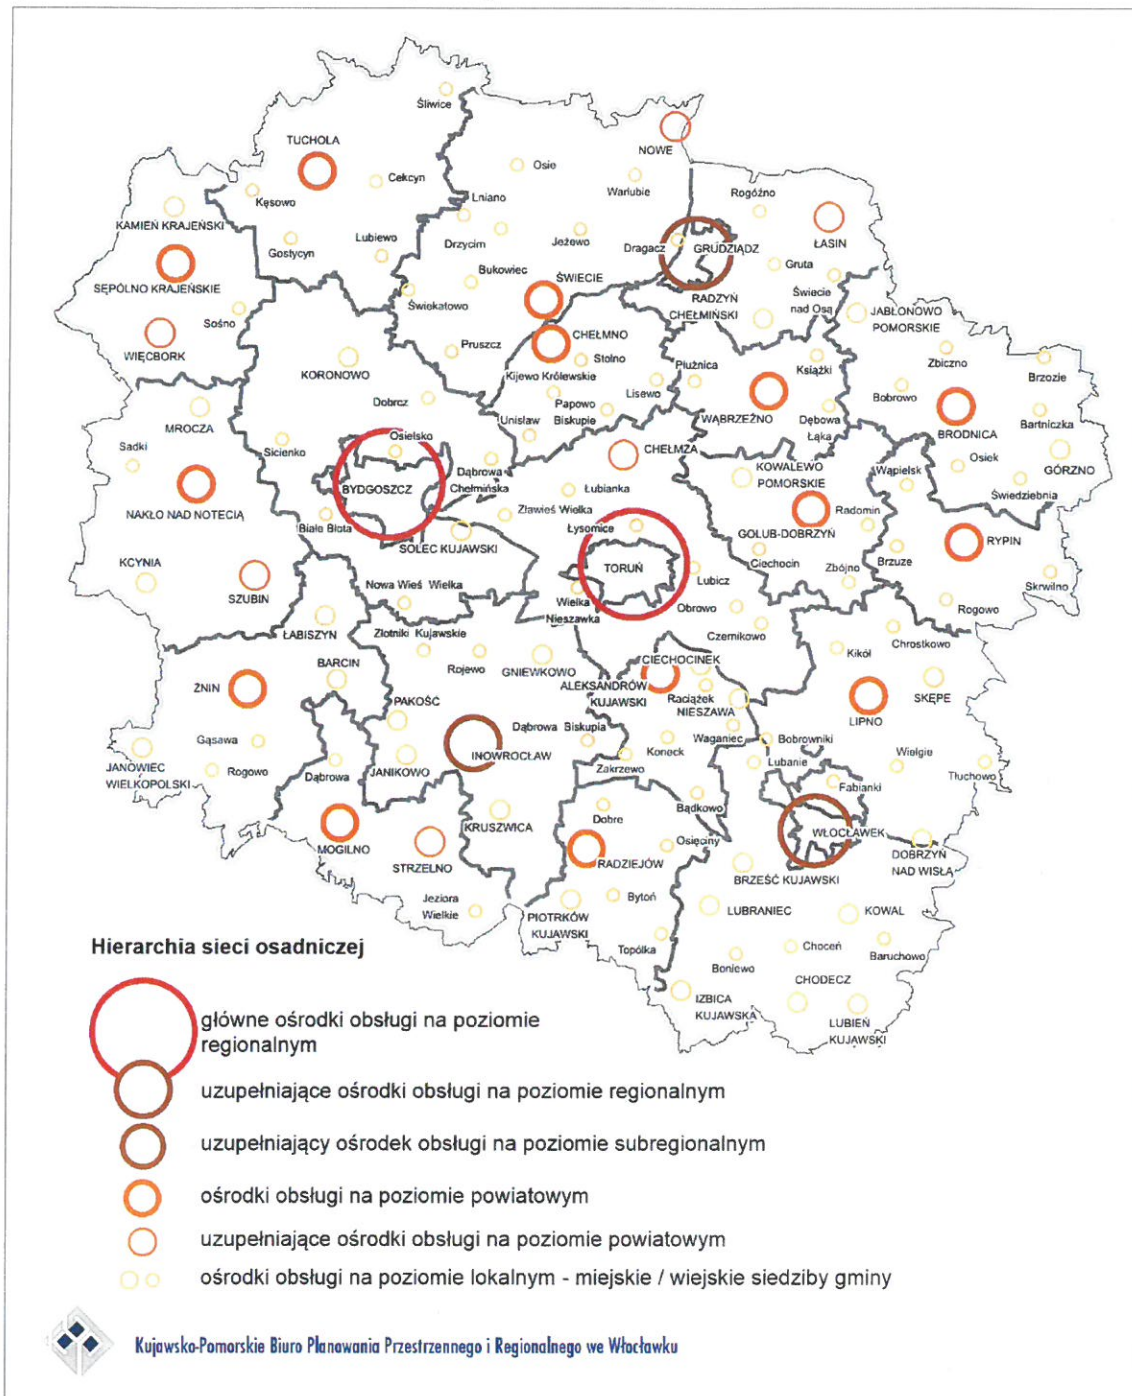 Śliwice
TUCHOLA
NOWE
Osie
Cekcyn
Warlubie
Kęsowo
Lniano
Rogóźno
KAMIEŃ KRAJEŃSKI
Gostycyn
Lubiewo
Drzycim
Jeżewo
Dragacz
GRUDZIĄDZ
ŁASIN
Gruta
Bukowiec
ŚWIECIE
SĘPÓLNO KRAJEŃSKIE
Świekatowo
RADZYŃ
CHEŁMIŃSKI
Świecie
nad Osą
JABŁONOWO
POMORSKIE
Sośno
WIĘCBORK
CHEŁMNO
Pruszcz
Stolno
Zbiczno
Brzozie
KORONOWO
Kijewo Królewskie
Płużnica
Książki
Dobrcz
Lisewo
Bobrowo
Papowo
Biskupie
WĄBRZEŹNO
Dębowa
Łąka
Unisław
BRODNICA
Bartniczka
MROCZA
Osielsko
Sadki
Sicienko
CHEŁMŻA
Osiek
GÓRZNO
Dąbrowa
Chełmińska
KOWALEWO
POMORSKIE
Wąpielsk
BYDGOSZCZ
Łubianka
Świedziebnia
NAKŁO NAD NOTECIĄ
Zławieś Wielka
Radomin
Białe Błota
Łysomice
GOLUB-DOBRZYŃ
RYPIN
SOLEC KUJAWSKI
KCYNIA
TORUŃ
Ciechocin
Brzuze
Zbójno
Lubicz
Skrwilno
Nowa Wieś Wielka
SZUBIN
Wielka
Nieszawka
Obrowo
Rogowo
ŁABISZYN
Złotniki Kujawskie
Czernikowo
Chrostkowo
Kikół
Rojewo
GNIEWKOWO
CIECHOCINEK
BARCIN
SKĘPE
ŻNIN
ALEKSANDRÓW
KUJAWSKI
Raciążek
NIESZAWA
PAKOŚĆ
LIPNO
Dąbrowa
Biskupia
Waganiec
Bobrowniki
Gąsawa
INOWROCŁAW
Koneck
JANOWIEC
WIELKOPOLSKI
Rogowo
Dąbrowa
JANIKOWO
Zakrzewo
Lubanie
Wielgie
Tłuchowo
Fabianki
Bądkowo
KRUSZWICA
Dobre
WŁOCŁAWEK
MOGILNO
Osięciny
STRZELNO
RADZIEJÓW
DOBRZYŃ
NAD WISŁĄ
BRZEŚĆ KUJAWSKI
Jeziora
Wielkie
Bytoń
PIOTRKÓW
KUJAWSKI
LUBRANIEC
KOWAL
Topólka
Choceń
Baruchowo
Boniewo
CHODECZ
IZBICA
KUJAWSKA
LUBIEŃ
KUJAWSKI
Hierarchia sieci osadniczej
główne ośrodki obsługi na poziomie
regionalnym
uzupełniające ośrodki obsługi na poziomie regionalnym
uzupełniający ośrodek obsługi na poziomie subregionalnym
ośrodki obsługi na poziomie powiatowym
uzupełniające ośrodki obsługi na poziomie powiatowym
ośrodki obsługi na poziomie lokalnym - miejskie / wiejskie siedziby gminy
Kujawsko-Pomorskie Biuro Planowania Przestrzennego i Regionalnego we Włocławku